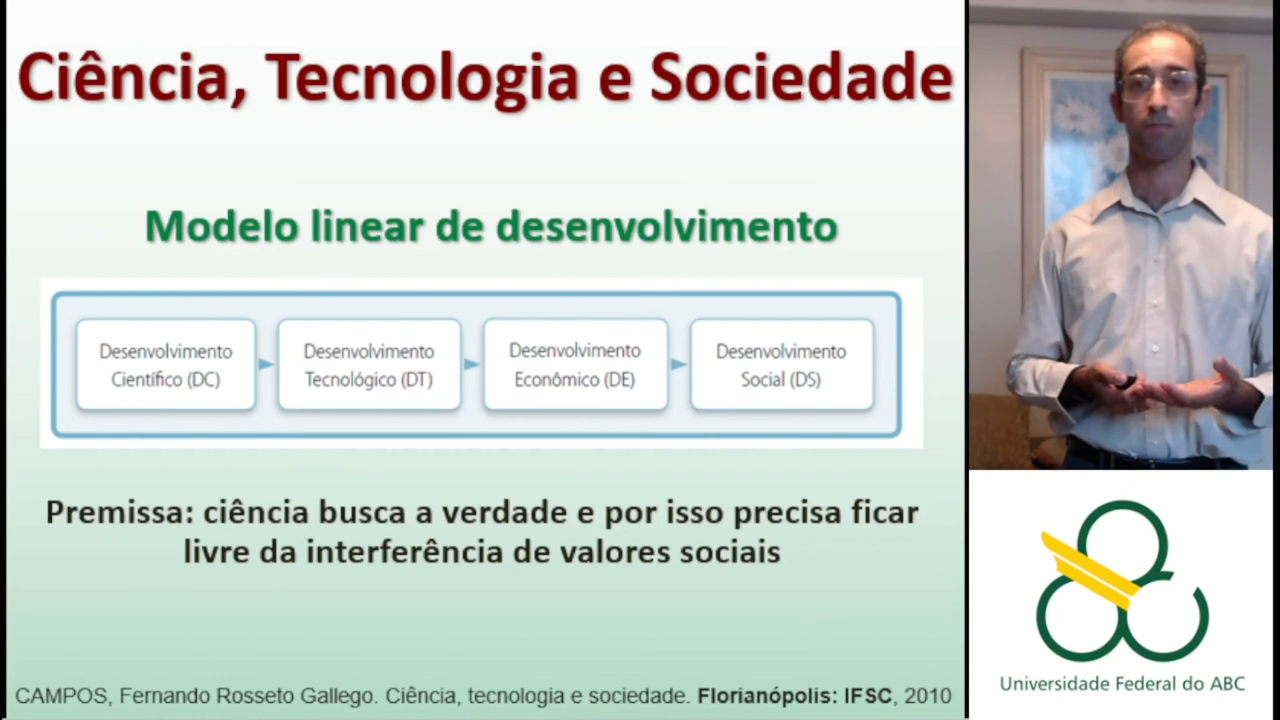 Ciência, Tecnologia e Sociedade
Modelo linear de desenvolvimento
Desenvolvimento
Científico (DC)
Desenvolvimento
Tecnológico (DT)
Desenvolvimento
Econômico (DE)
Desenvolvimento
Social (DS)
Premissa: ciência busca a verdade e por isso precisa ficar
livre da interferência de valores sociais
CAMPOS, Fernando Rosseto Gallego. Ciência, tecnologia e sociedade. Florianópolis: IFSC, 2010
Universidade Federal do ABC